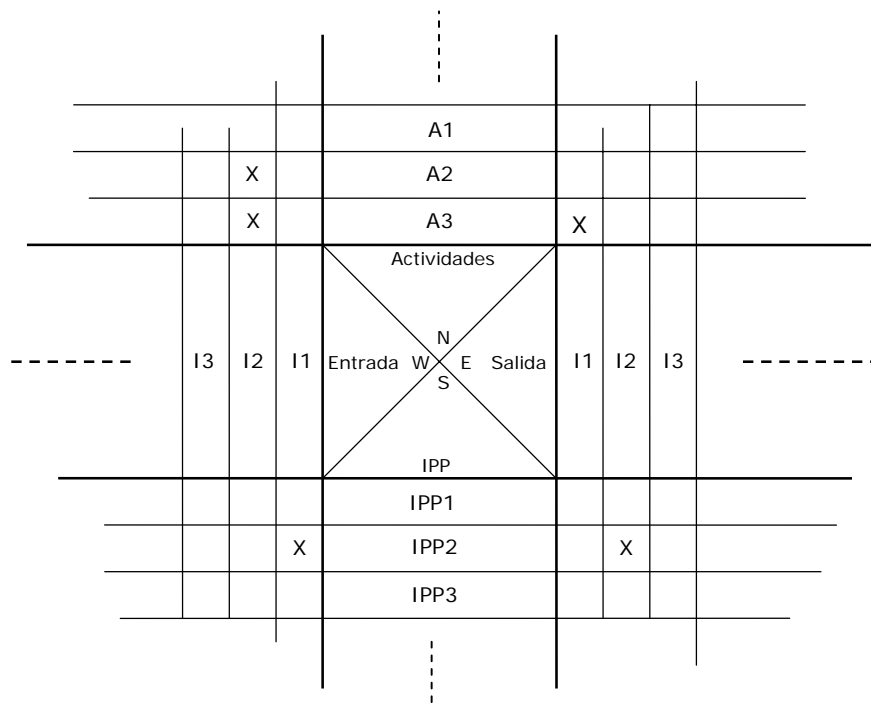 A1
X A2
X A3 X
Actividades
N
I3 I2 I1 Entrada W E Salida I1 I2 I3
S
IPP
IPP1
X IPP2 X
IPP3